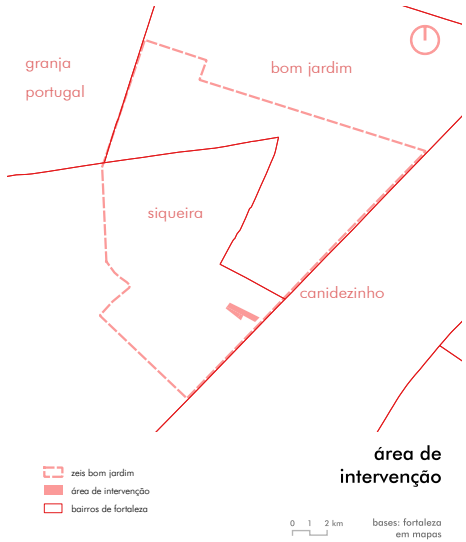 granja
portugal
bom jardim
siqueira
canidezinho
área de
intervenção
zeis bom jardim
área de intervenção
bairros de fortaleza
0 1 2 km
bases: fortaleza
em mapas